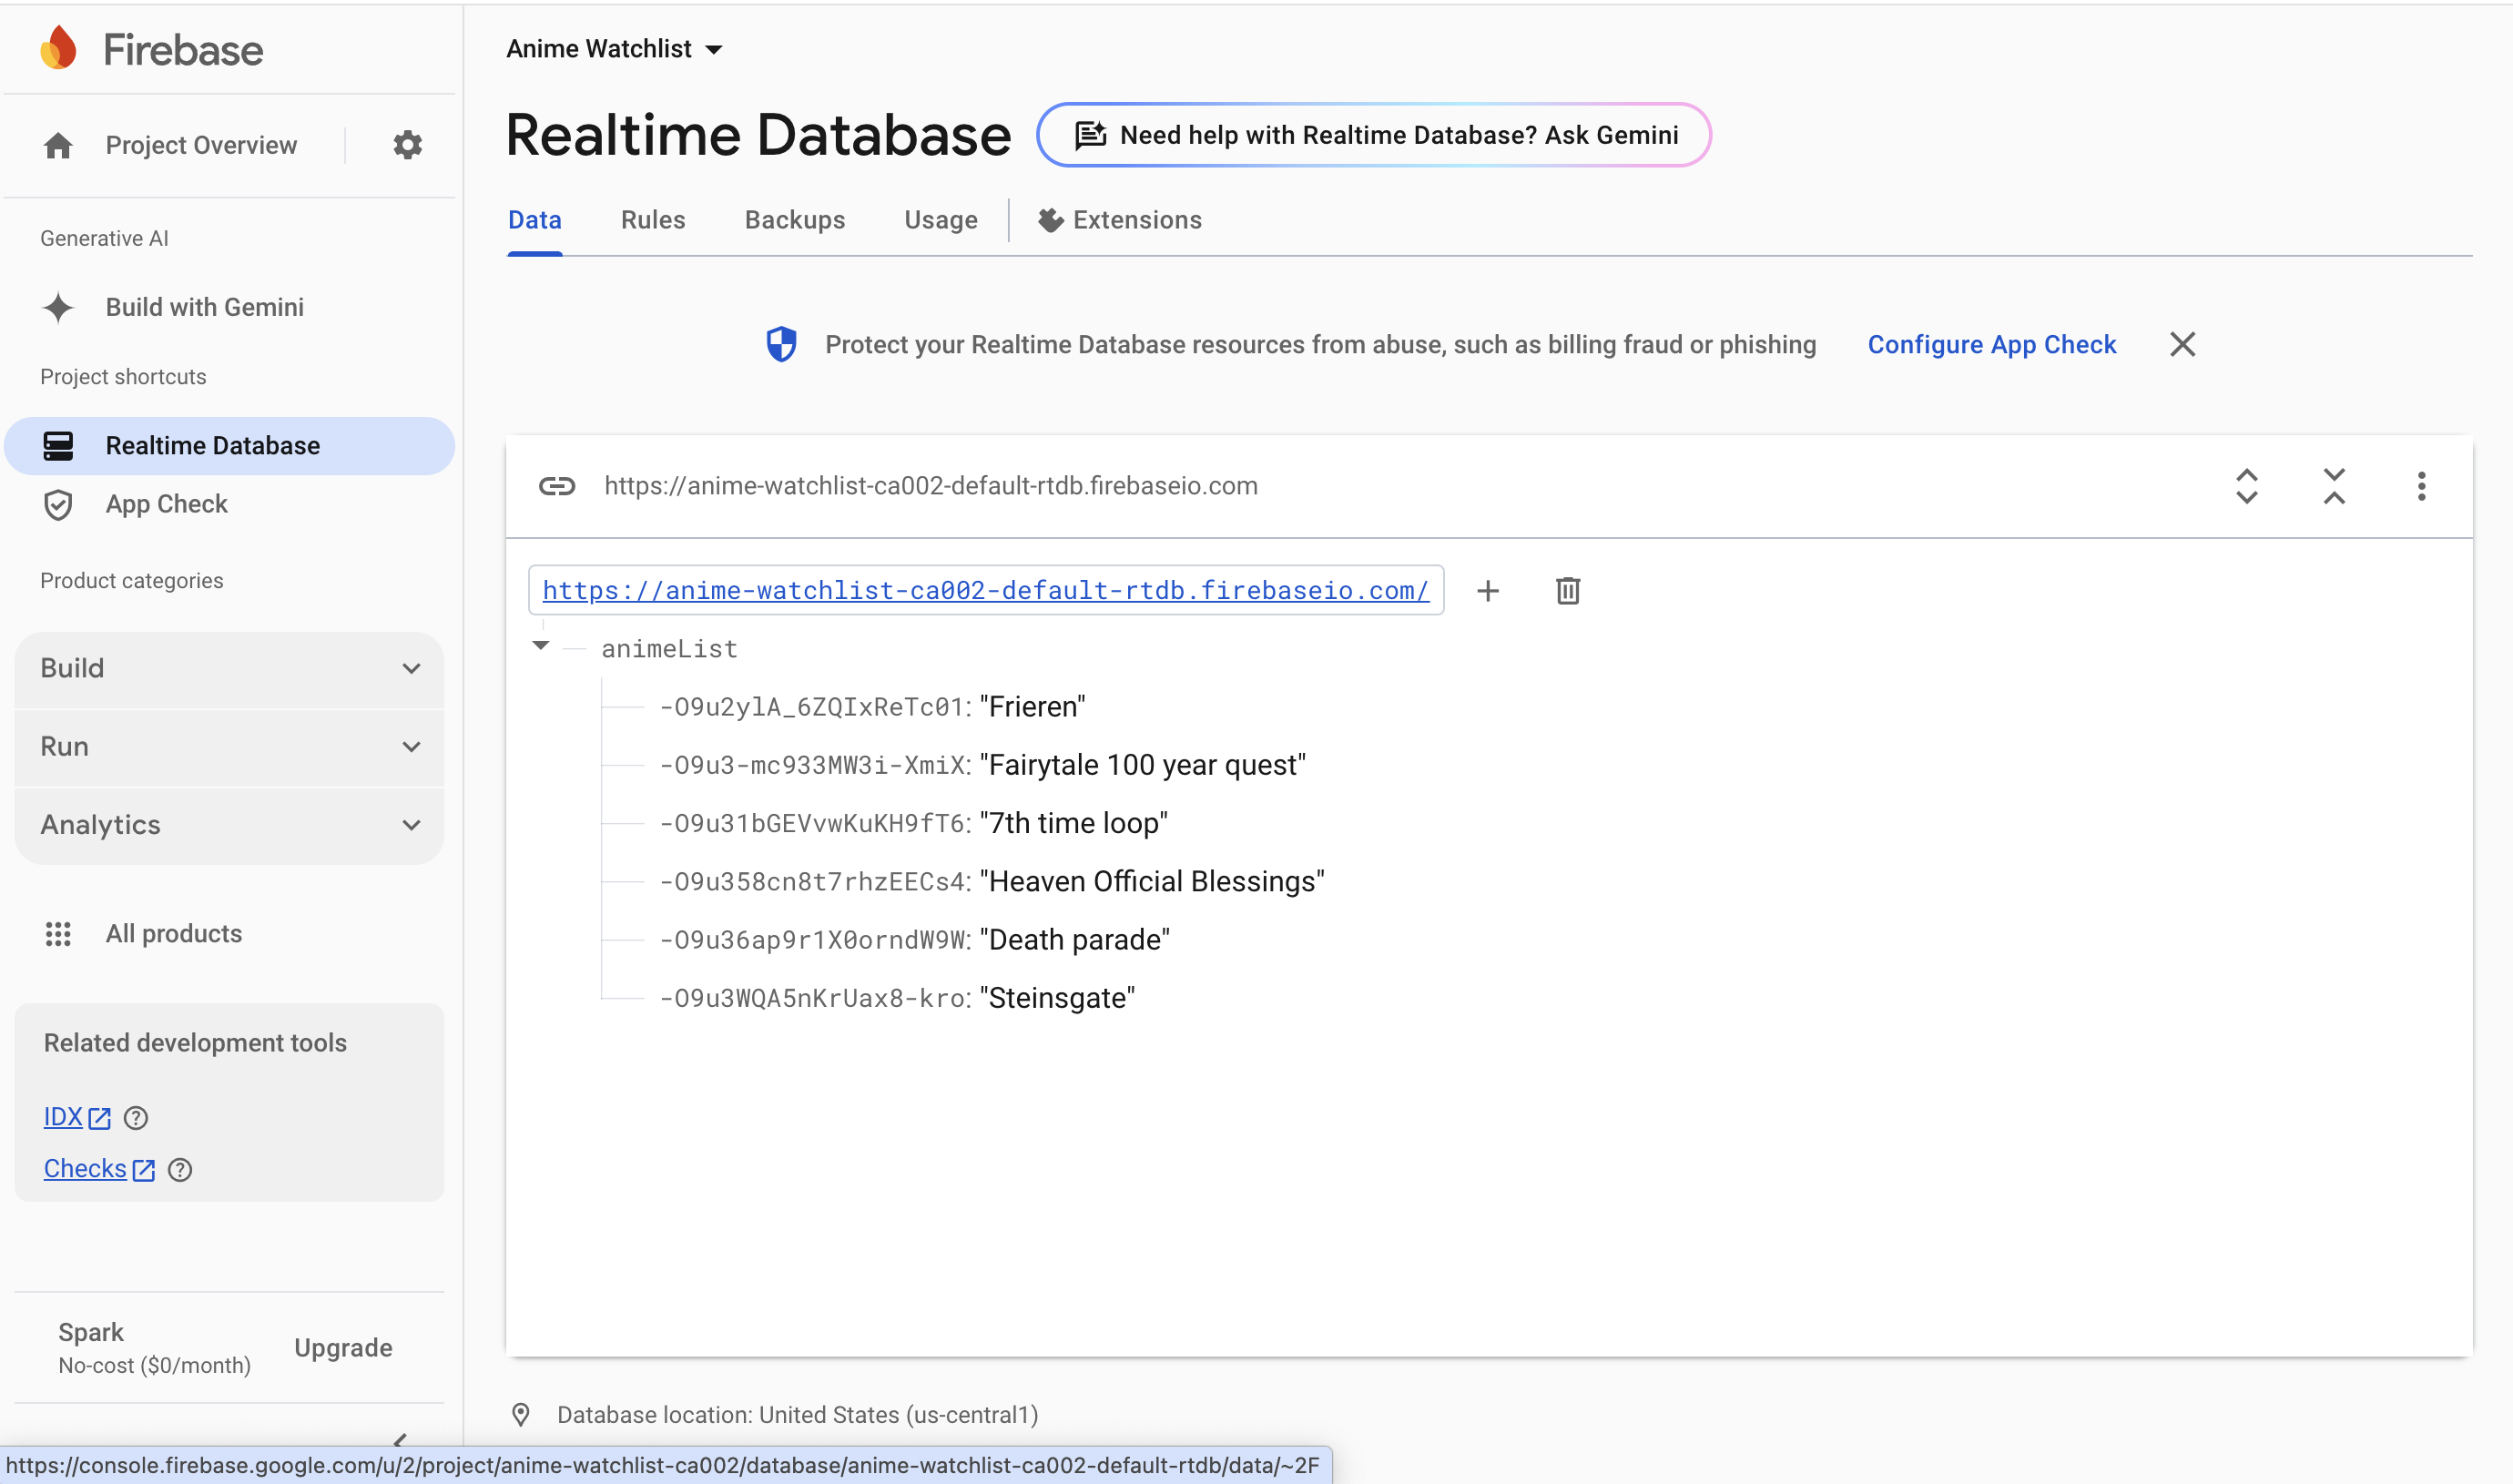 Firebase
Project Overview
Generative AI
Build with Gemini
Project shortcuts
Realtime Database
App Check
Product categories
Build
Run
Analytics
All products
Related development tools
IDX
Checks
Spark
No-cost ($0/month)
Upgrade
Anime Watchlist
Realtime Database
Need help with Realtime Database? Ask Gemini
Data Rules Backups Usage Extensions
Protect your Realtime Database resources from abuse, such as billing fraud or phishing Configure App Check
https://anime-watchlist-ca002-default-rtdb.firebaseio.com
https://anime-watchlist-ca002-default-rtdb.firebaseio.com/
animeList
-O9u2ylA_6ZQIxReTc01: "Frieren"
-O9u3-mc933MW3i-XmiX: "Fairytale 100 year quest"
-O9u31bGEVvwKuKH9fT6: "7th time loop"
-O9u358cn8t7rhzEECs4: "Heaven Official Blessings"
-O9u36ap9r1X0orndW9W: "Death parade"
-O9u3WQA5nKrUax8-kro: "Steinsgate"
Database location: United States (us-central1)
https://console.firebase.google.com/u/2/project/anime-watchlist-ca002/database/anime-watchlist-ca002-default-rtdb/data/~2F